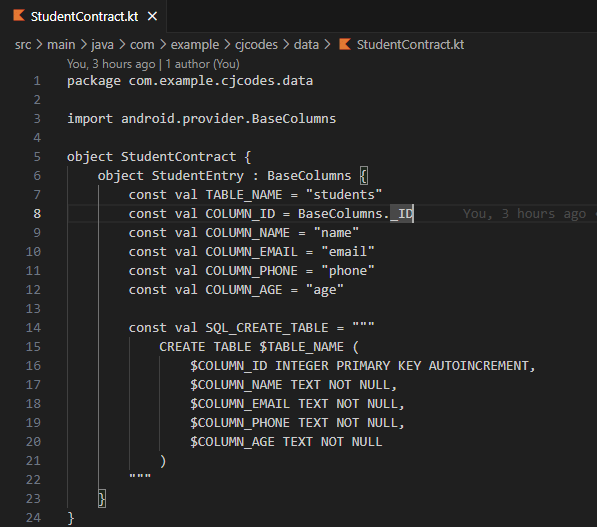 StudentContract.kt ×
src > main > java > com > example > cjcodes > data > StudentContract.kt
You, 3 hours ago | 1 author (You)
1 package com.example.cjcodes.data
2
3 import android.provider.BaseColumns
4
5 object StudentContract {
6     object StudentEntry : BaseColumns {
7         const val TABLE_NAME = "students"
8         const val COLUMN_ID = BaseColumns._ID    You, 3 hours ago
9         const val COLUMN_NAME = "name"
10         const val COLUMN_EMAIL = "email"
11         const val COLUMN_PHONE = "phone"
12         const val COLUMN_AGE = "age"
13
14         const val SQL_CREATE_TABLE = """
15             CREATE TABLE $TABLE_NAME (
16                 $COLUMN_ID INTEGER PRIMARY KEY AUTOINCREMENT,
17                 $COLUMN_NAME TEXT NOT NULL,
18                 $COLUMN_EMAIL TEXT NOT NULL,
19                 $COLUMN_PHONE TEXT NOT NULL,
20                 $COLUMN_AGE TEXT NOT NULL
21             )
22         """
23     }
24 }